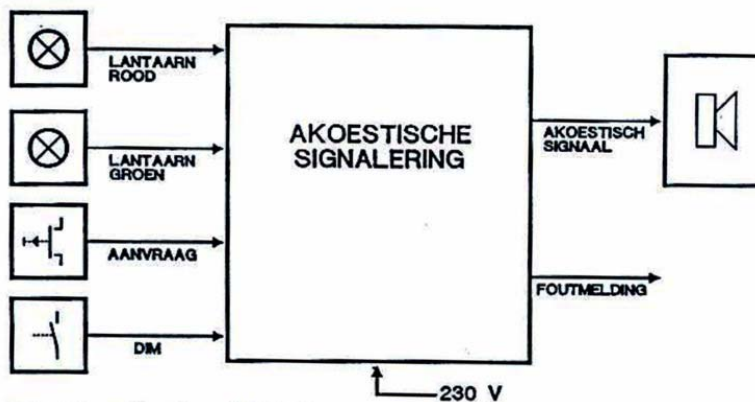 LANTAARN
ROOD
LANTAARN
GROEN
AANVRAAG
DIM
AKOESTISCHE
SIGNALERING
AKOESTISCH
SIGNAAL
FOUTMELDING
230 V